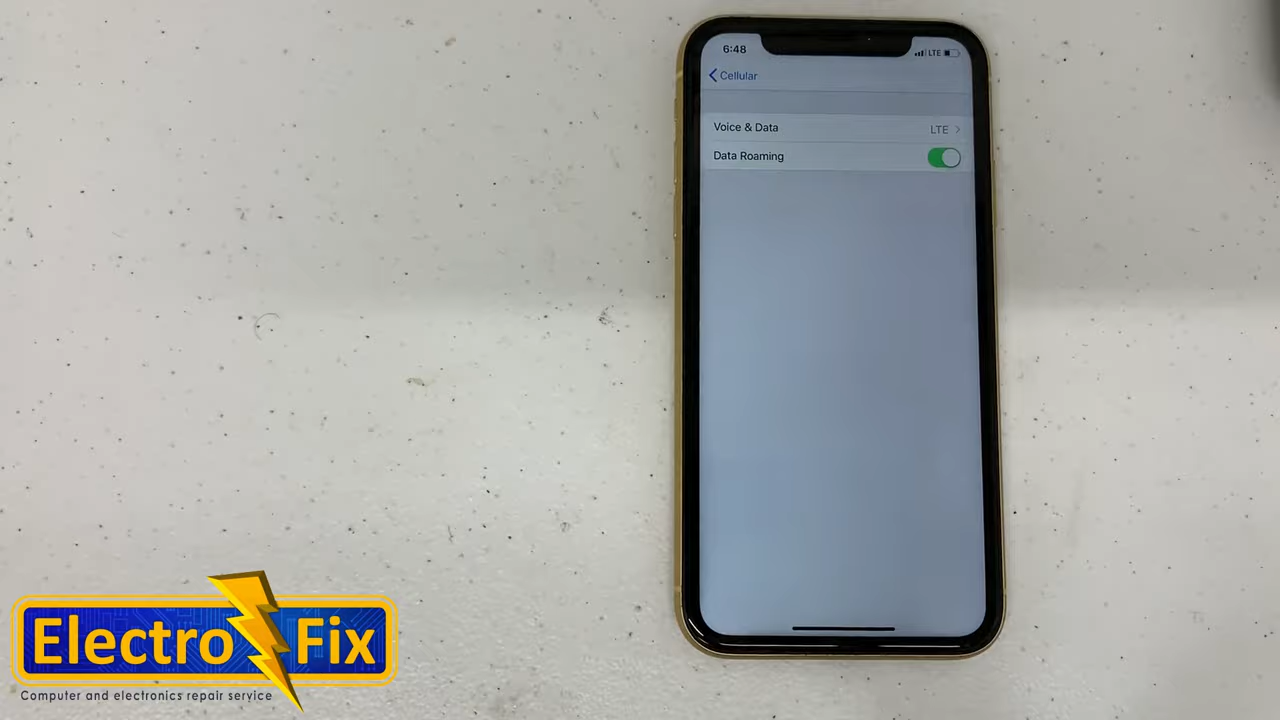 6:48
LTE
Cellular
Voice & Data LTE
Data Roaming
Electro Fix
Computer and electronics repair service